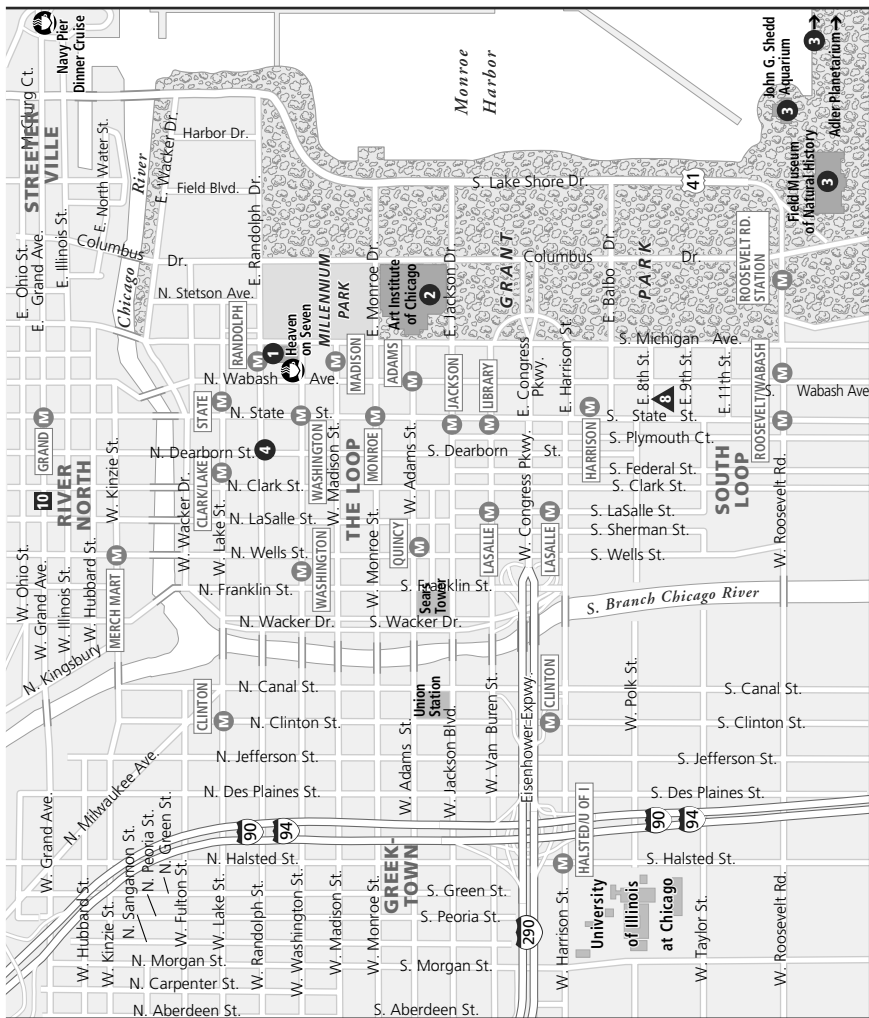 Navy Pier
Dinner Cruise
McClurg Ct.
STREETER-
VILLE
E. North Water St.
E. Ohio St.
E. Grand Ave.
E. Illinois St.
Columbus
Dr.
Chicago
River
E. Wacker Dr.
Harbor Dr.
Field Blvd.
E. Randolph Dr.
N. Stetson Ave.
Monroe
Harbor
S. Lake Shore Dr.
41
John G. Shedd
Aquarium
3
3
Adler Planetarium
Field Museum
of Natural History
3
MILLENNIUM
PARK
E. Monroe Dr.
Art Institute
of Chicago
2
E. Jackson Dr.
GRANT
PARK
Columbus
Dr.
E. Balbo Dr.
ROOSEVELT RD.
STATION
M
RANDOLPH
M
1
Heaven
on Seven
M
MADISON
ADAMS
M
N. Wabash
Ave.
S. Michigan Ave.
E. Congress
Pkwy.
E. Harrison St.
E. 8th St.
8
E. 9th St.
E. 11th St.
S.
Wabash Ave
ROOSEVELT/WABASH
M
M
GRAND
M
10
RIVER
NORTH
W. Kinzie St.
STATE
M
N. State
M
St.
WASHINGTON
MONROE
M
JACKSON
M
LIBRARY
M
HARRISON
M
S. State St.
N. Dearborn St.
4
S. Dearborn
St.
S. Plymouth Ct.
CLARK/LAKE
M
N. Clark St.
W. Madison St.
W. Adams St.
S. Federal St.
S. Clark St.
THE LOOP
SOUTH
LOOP
W. Wacker Dr.
W. Lake St.
N. LaSalle St.
LASALLE
M
LASALLE
M
W. Congress Pkwy.
S. LaSalle St.
S. Sherman St.
W. Roosevelt Rd.
W. Ohio St.
W. Grand Ave.
W. Illinois St.
W. Hubbard St.
MERCH MART
M
N. Wells St.
M
WASHINGTON
W. Monroe St.
QUINCY
M
S. Wells St.
N. Franklin St.
S. Franklin St.
Sears
Tower
N. Kingsbury
N. Wacker Dr.
S. Wacker Dr.
S. Branch Chicago River
N. Canal St.
Union
Station
S. Canal St.
CLINTON
M
N. Clinton St.
CLINTON
M
S. Clinton St.
W. Adams St.
W. Jackson Blvd.
W. Van Buren St.
Eisenhower Expwy.
W. Polk St.
N. Milwaukee Ave.
N. Jefferson St.
S. Jefferson St.
N. Des Plaines St.
S. Des Plaines St.
90
94
90
94
W. Grand Ave.
N. Halsted St.
GREEK-
TOWN
M
HALSTED/U OF I
S. Halsted St.
W. Hubbard St.
W. Kinzie St.
N. Sangamon St.
N. Peoria St.
N. Green St.
W. Fulton St.
W. Lake St.
W. Randolph St.
W. Washington St.
W. Madison St.
W. Monroe St.
S. Green St.
S. Peoria St.
290
W. Harrison St.
University
of Illinois
at Chicago
W. Taylor St.
W. Roosevelt Rd.
N. Morgan St.
S. Morgan St.
N. Carpenter St.
N. Aberdeen St.
S. Aberdeen St.